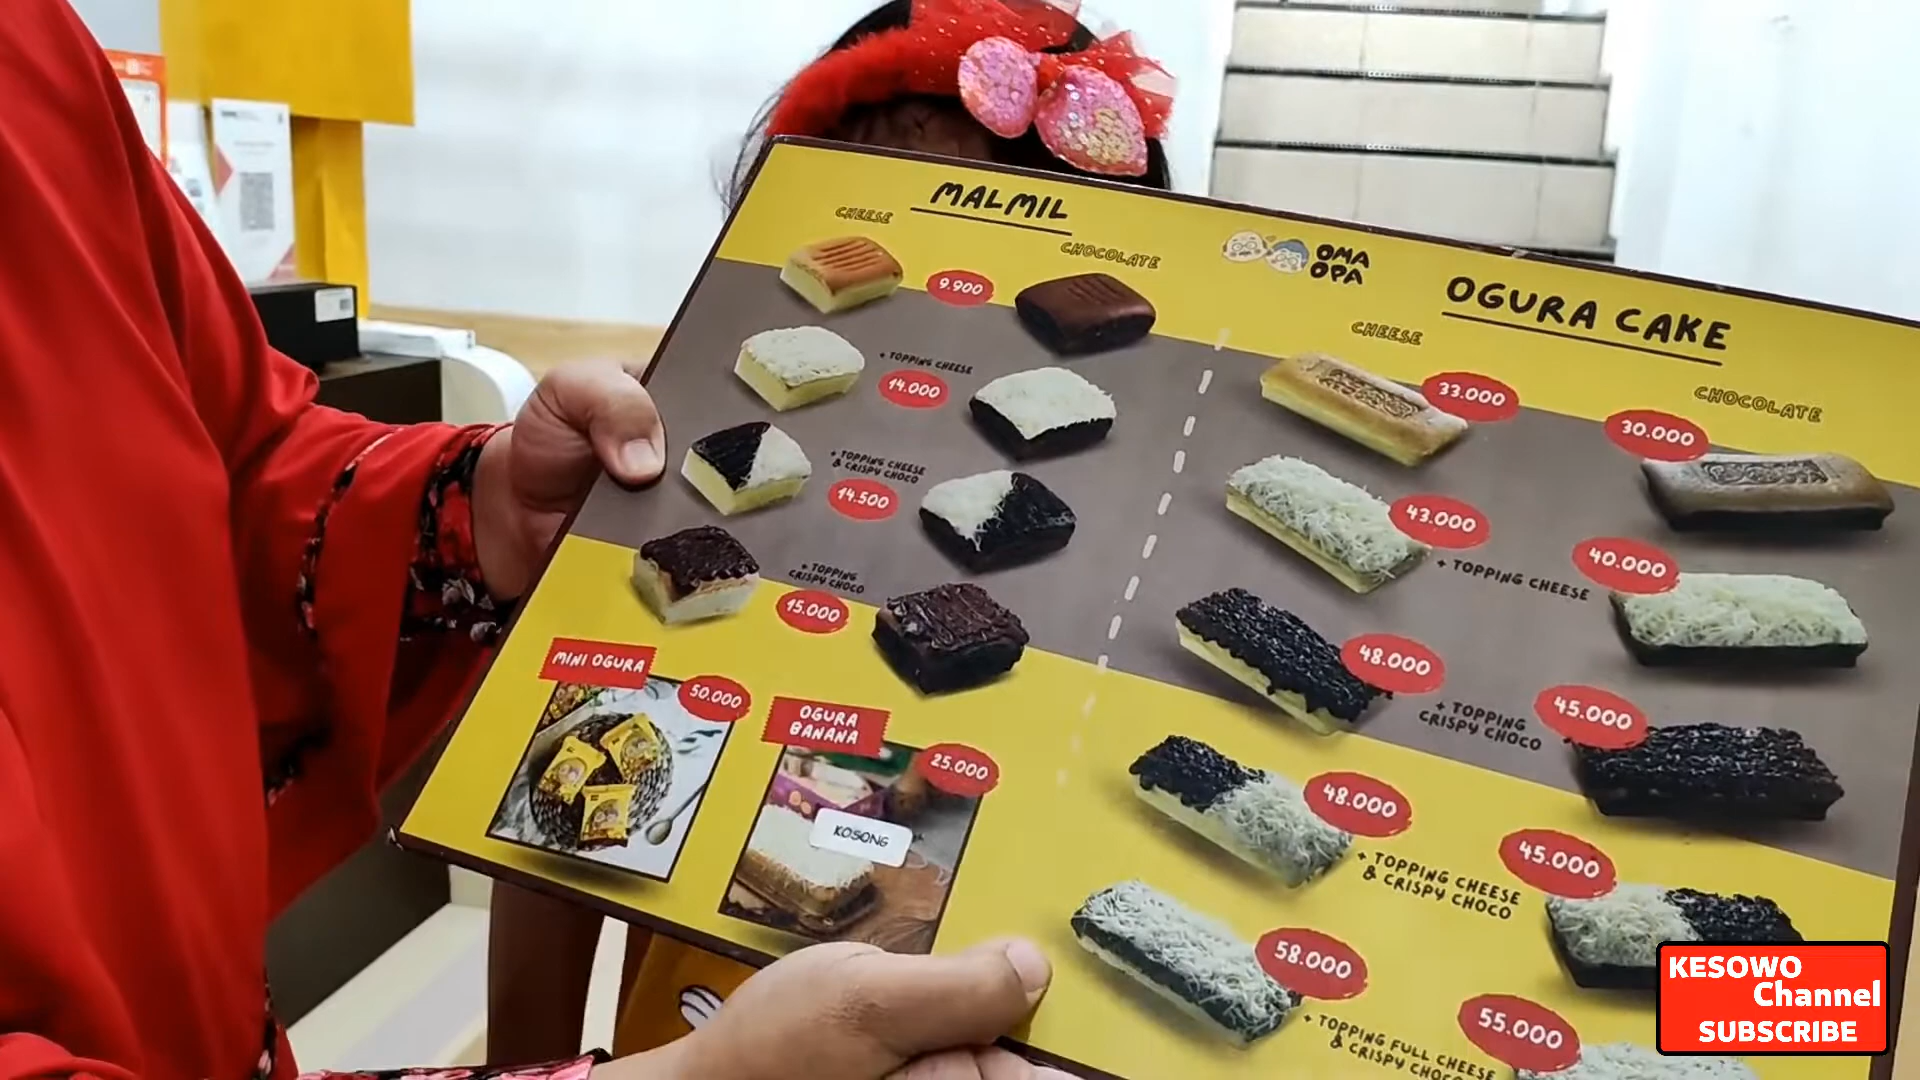 MALMIL
CHEESE
CHOCOLATE
9.900
+ TOPPING CHEESE
14.000
+ TOPPING CHEESE
& CRISPY CHOCO
14.500
+ TOPPING
CRISPY CHOCO
15.000
MINI OGURA
50.000
OGURA
BANANA
25.000
KOSONG
OMA
OPA
OGURA CAKE
CHEESE
CHOCOLATE
33.000
30.000
43.000
+ TOPPING CHEESE
40.000
48.000
+ TOPPING
CRISPY CHOCO
45.000
48.000
+ TOPPING CHEESE
& CRISPY CHOCO
45.000
58.000
+ TOPPING FULL CHEESE
& CRISPY CHOCO
55.000
KESOWO
Channel
SUBSCRIBE